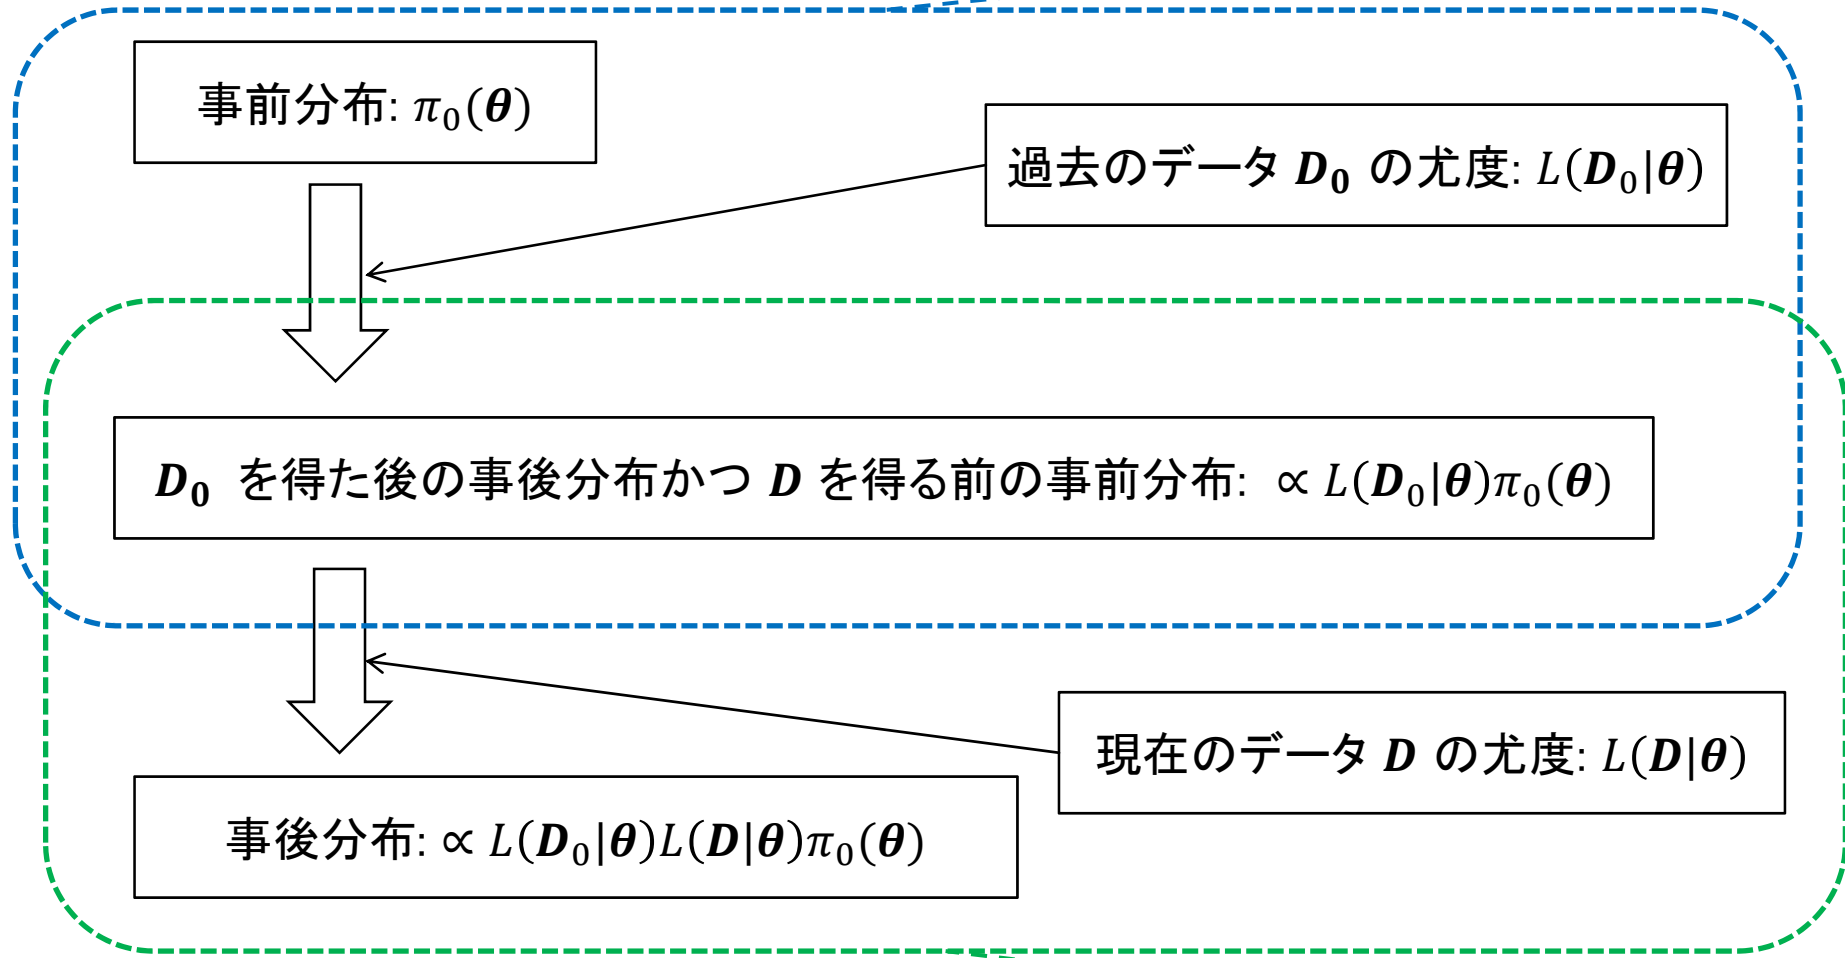 事前分布: π₀(θ)
過去のデータ D₀ の尤度: L(D₀|θ)
D₀ を得た後の事後分布かつ D を得る前の事前分布: ∝ L(D₀|θ)π₀(θ)
現在のデータ D の尤度: L(D|θ)
事後分布: ∝ L(D₀|θ)L(D|θ)π₀(θ)